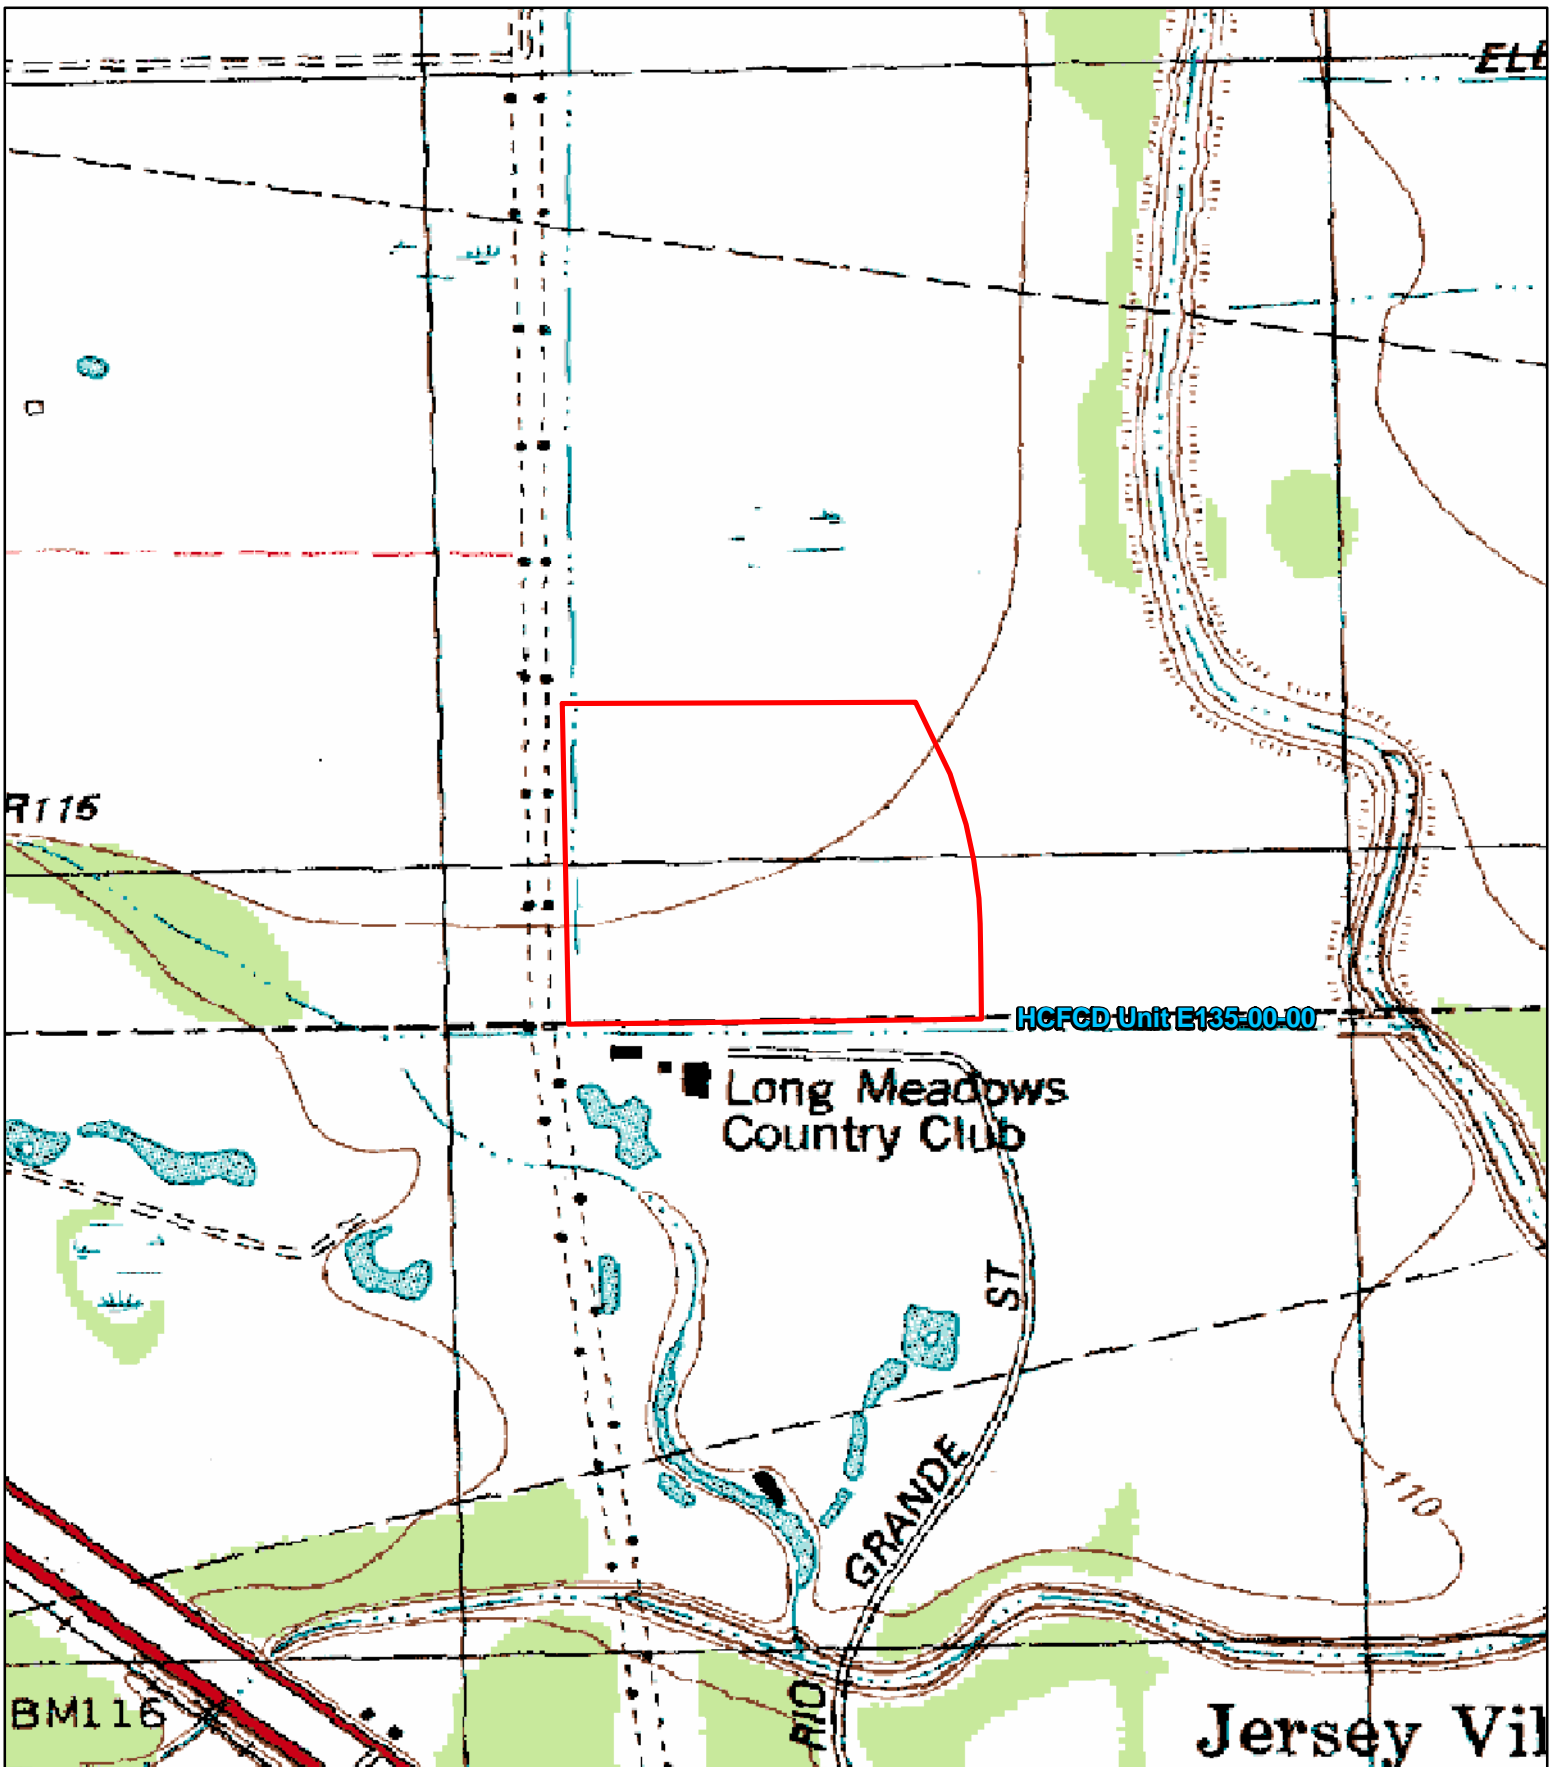 R115
HCFCD Unit E135-00-00
Long Meadows
Country Club
ST
GRANDE
110
RIO
BM116
Jersey Vil